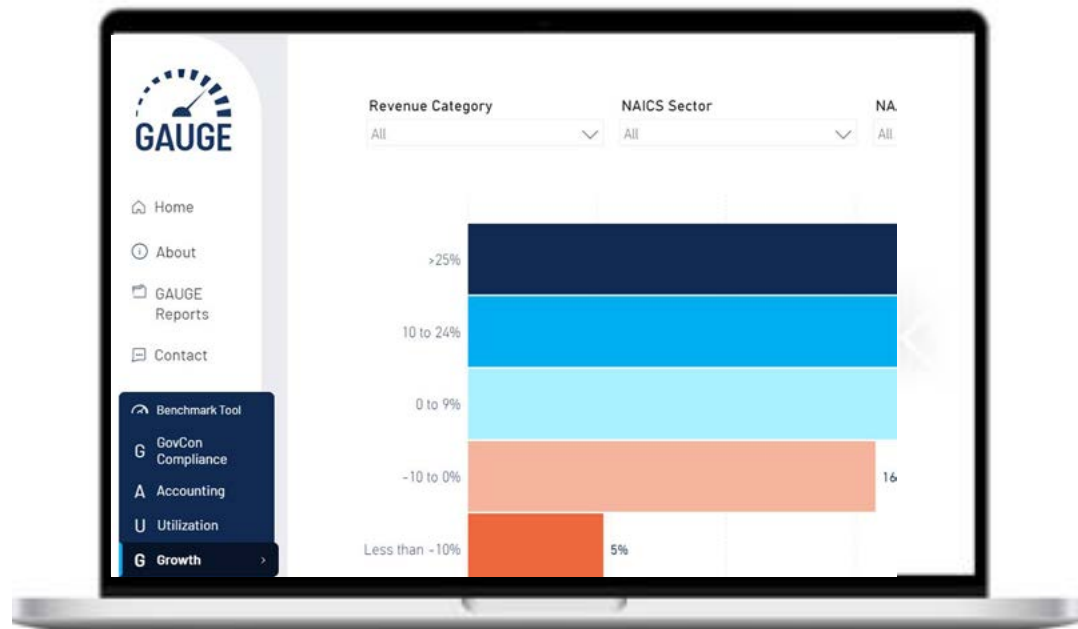 GAUGE
Home
About
GAUGE
Reports
Contact
Benchmark Tool
G GovCon
Compliance
A Accounting
U Utilization
G Growth
Revenue Category
All
NAICS Sector
All
NA
All
>25%
10 to 24%
0 to 9%
-10 to 0%
16
Less than -10%
5%